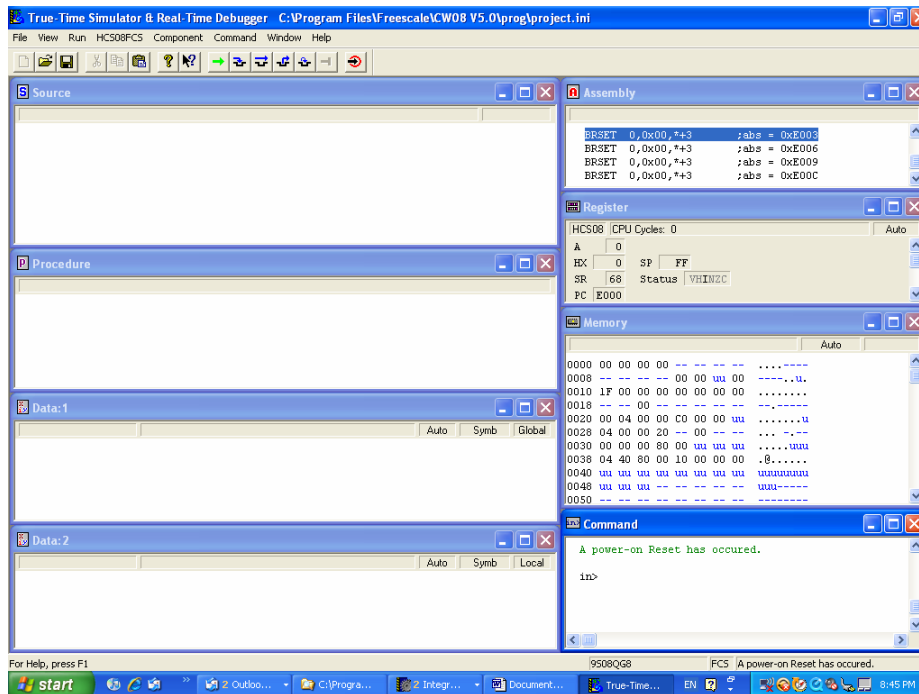 True-Time Simulator & Real-Time Debugger C:\Program Files\Freescale\CW08 V5.0\prog\project.ini
File View Run HCS08FCS Component Command Window Help
Source
Assembly
BRSET 0,0x00,*+3 ;abs = 0xE003
BRSET 0,0x00,*+3 ;abs = 0xE006
BRSET 0,0x00,*+3 ;abs = 0xE009
BRSET 0,0x00,*+3 ;abs = 0xE00C
Register
HCS08 CPU Cycles: 0 Auto
A 0
HX 0 SP FF
SR 68 Status VHINZC
PC E000
Procedure
Memory
Auto
0000 00 00 00 00 -- -- -- -- ....----
0008 -- -- -- -- 00 00 uu 00 ----..u.
0010 1F 00 00 00 00 00 00 00 ........
0018 -- -- 00 -- -- -- -- -- --.-----
0020 00 04 00 00 C0 00 00 uu .......u
0028 04 00 00 20 -- 00 -- -- ... -.--
0030 00 00 00 80 00 uu uu uu .....uuu
0038 04 40 80 00 10 00 00 00 .@......
0040 uu uu uu uu uu uu uu uu uuuuuuuu
0048 uu uu uu -- -- -- -- -- uuu-----
0050 -- -- -- -- -- -- -- -- --------
Data:1
Auto Symb Global
Command
A power-on Reset has occured.
in>
Data:2
Auto Symb Local
For Help, press F1 9S08QG8 FCS A power-on Reset has occured.
start 2 Outloo... C:\Progra... 2 Integr... Document... True-Time... EN 8:45 PM